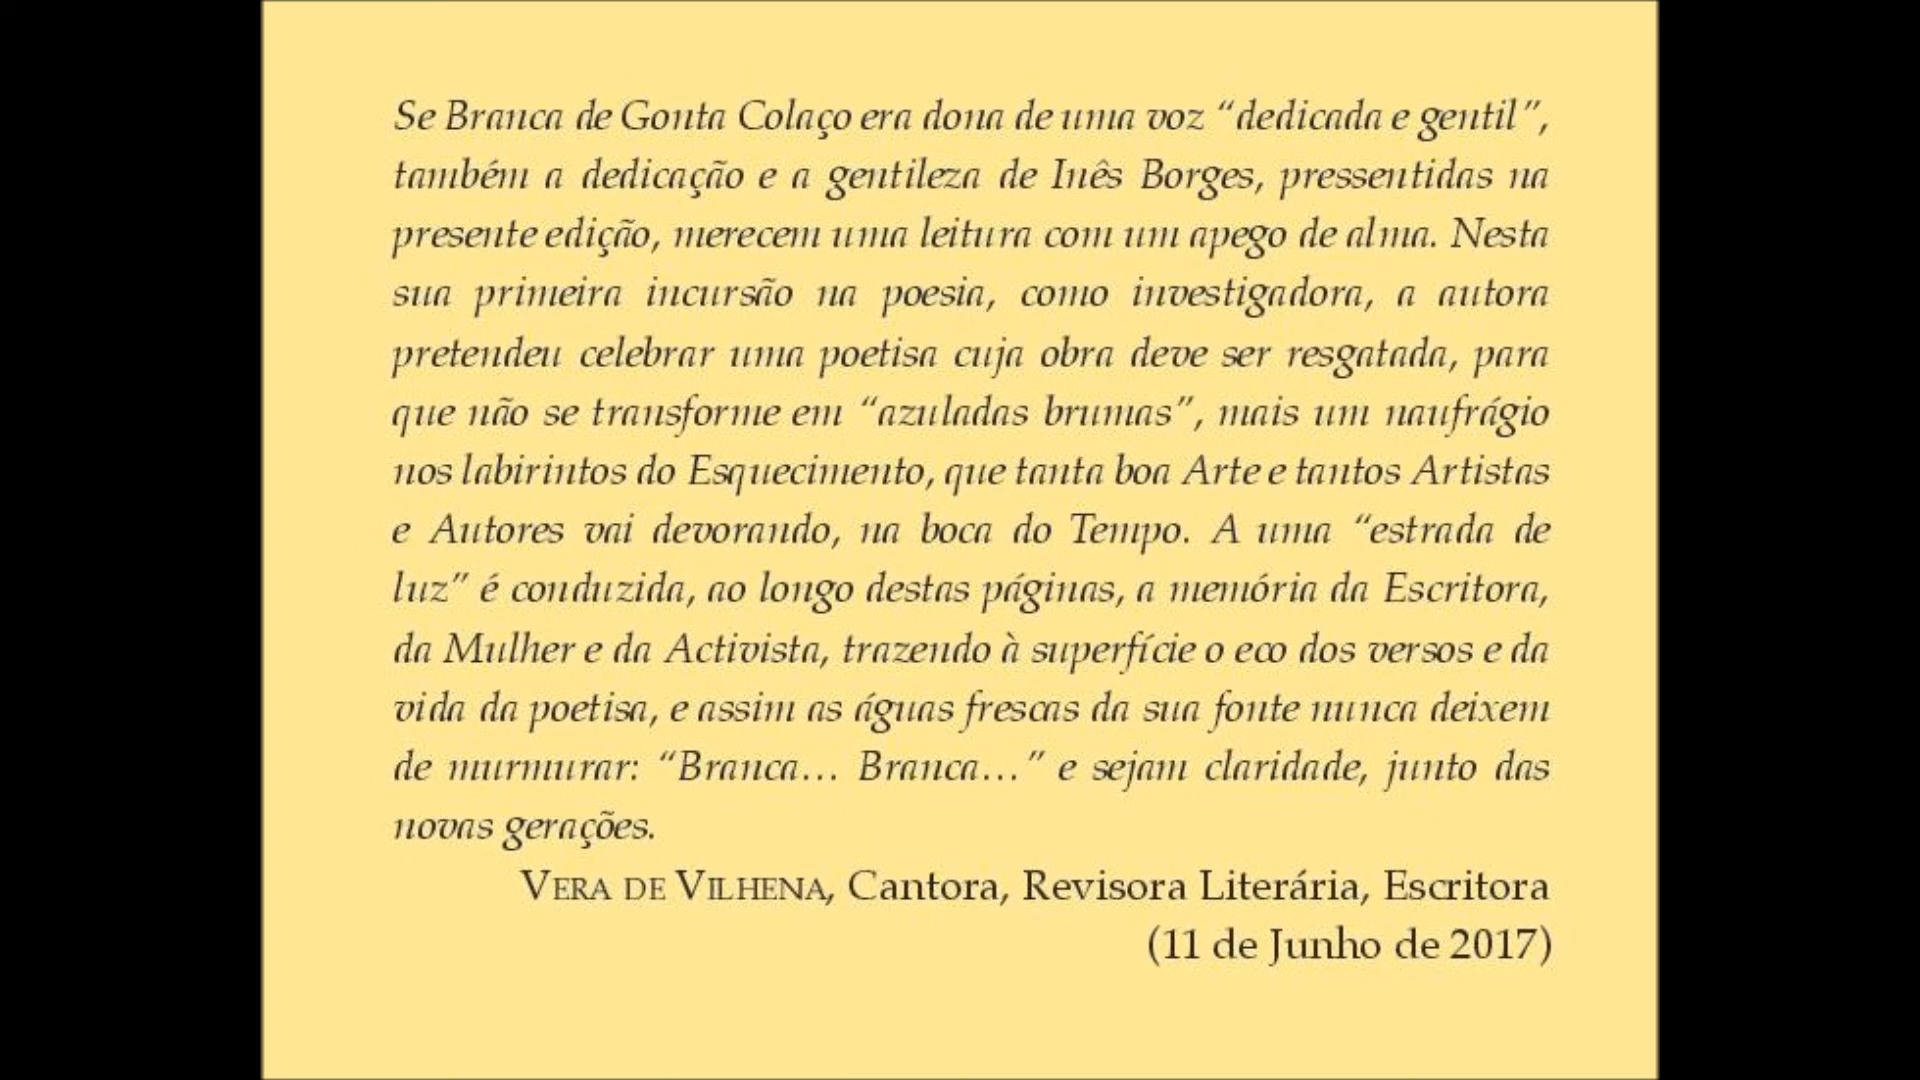 Se Branca de Gonta Colaço era dona de uma voz “dedicada e gentil”,
também a dedicação e a gentileza de Inês Borges, pressentidas na
presente edição, merecem uma leitura com um apego de alma. Nesta
sua primeira incursão na poesia, como investigadora, a autora
pretendeu celebrar uma poetisa cuja obra deve ser resgatada, para
que não se transforme em “azuladas brumas”, mais um naufrágio
nos labirintos do Esquecimento, que tanta boa Arte e tantos Artistas
e Autores vai devorando, na boca do Tempo. A uma “estrada de
luz” é conduzida, ao longo destas páginas, a memória da Escritora,
da Mulher e da Activista, trazendo à superfície o eco dos versos e da
vida da poetisa, e assim as águas frescas da sua fonte nunca deixem
de murmurar: “Branca… Branca…” e sejam claridade, junto das
novas gerações.
VERA DE VILHENA, Cantora, Revisora Literária, Escritora
(11 de Junho de 2017)